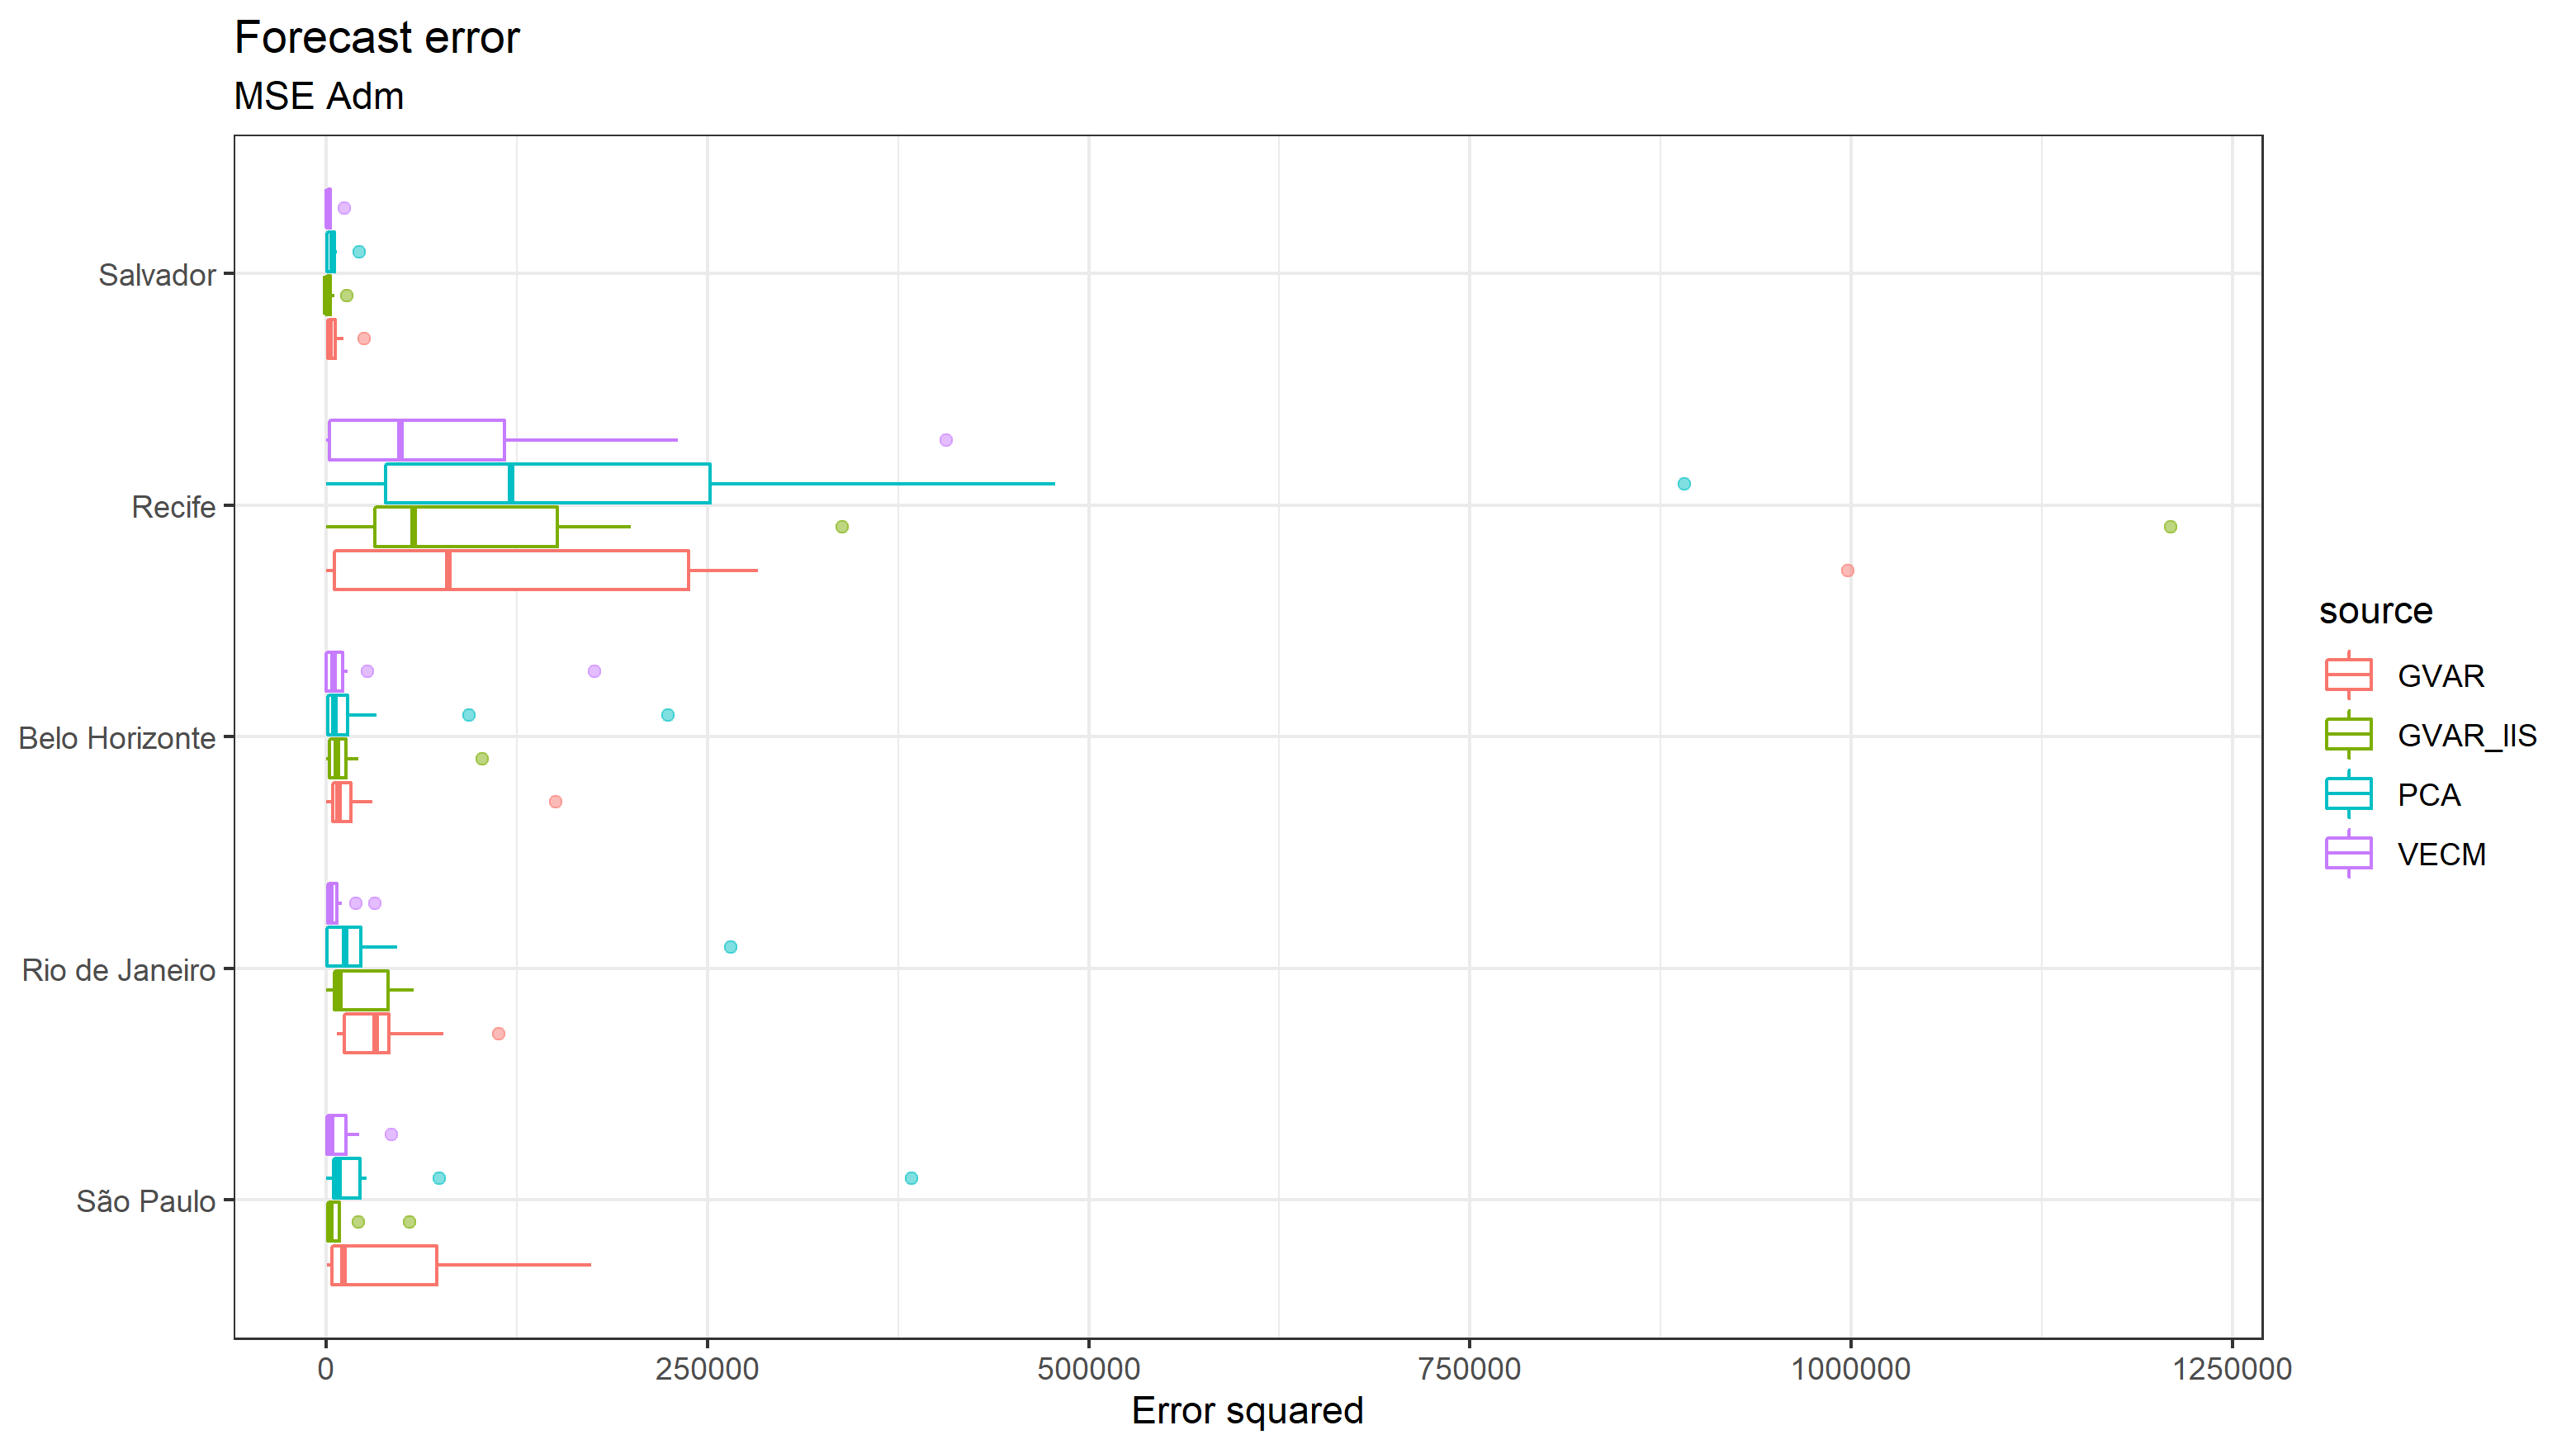 Forecast error
MSE Adm
Salvador
Recife
Belo Horizonte
Rio de Janeiro
São Paulo
0
250000
500000
750000
1000000
1250000
Error squared
source
GVAR
GVAR_IIS
PCA
VECM